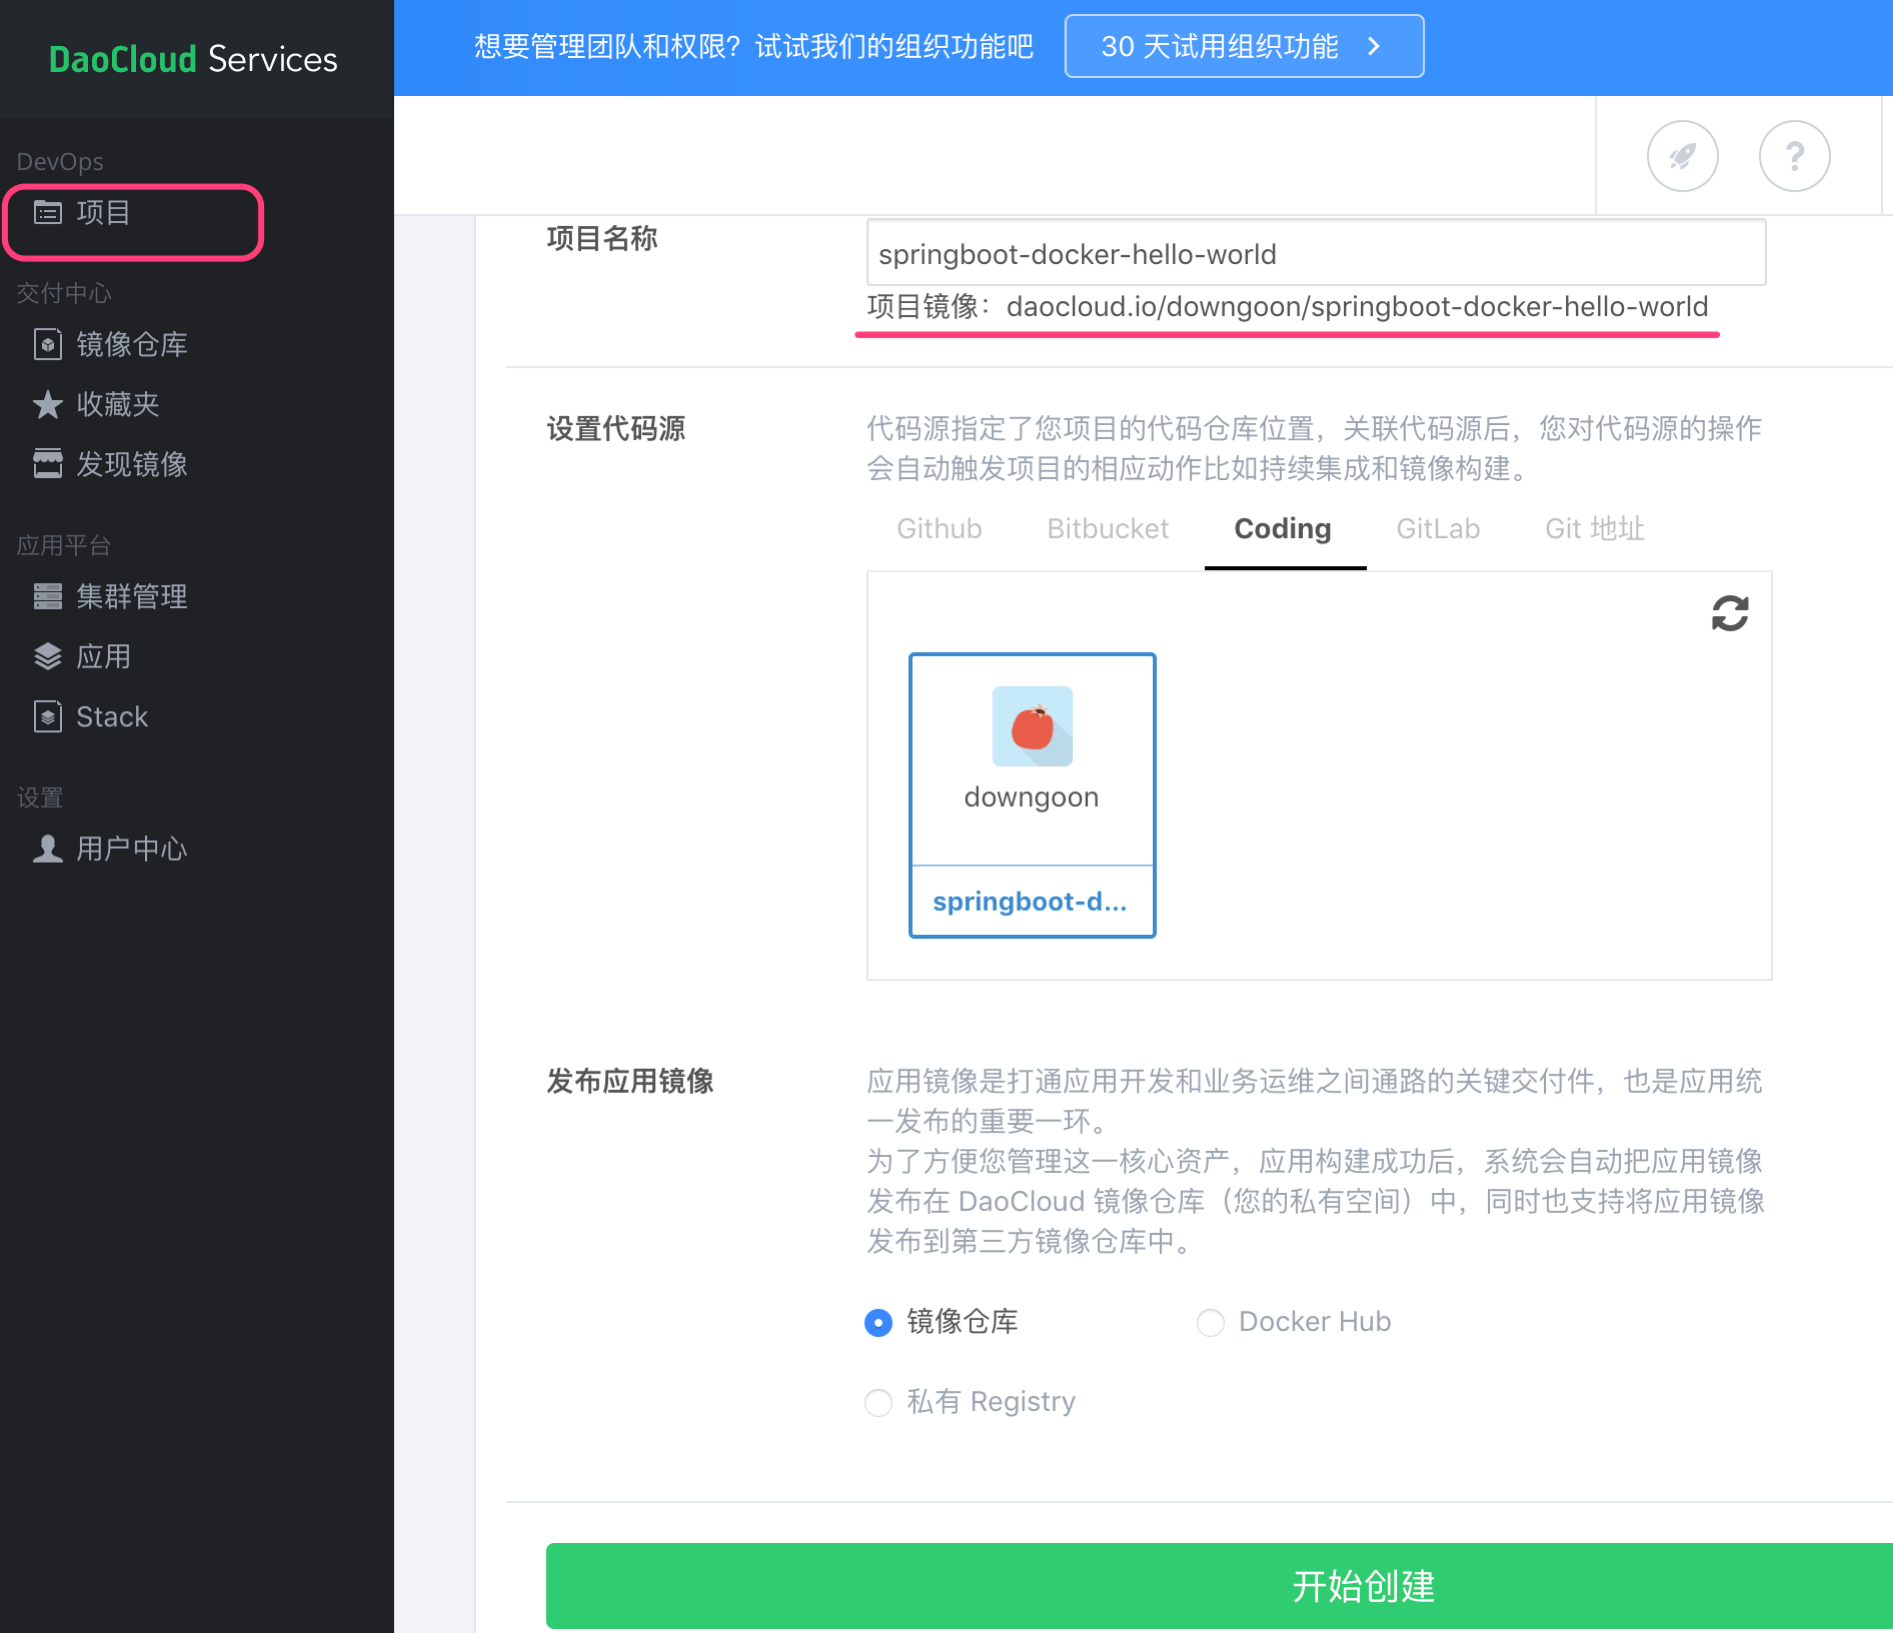 DaoCloud Services
想要管理团队和权限？试试我们的组织功能吧
30 天试用组织功能
DevOps
项目
交付中心
镜像仓库
收藏夹
发现镜像
应用平台
集群管理
应用
Stack
设置
用户中心
项目名称
springboot-docker-hello-world
项目镜像：daocloud.io/downgoon/springboot-docker-hello-world
设置代码源
代码源指定了您项目的代码仓库位置，关联代码源后，您对代码源的操作
会自动触发项目的相应动作比如持续集成和镜像构建。
Github Bitbucket Coding GitLab Git 地址
downgoon
springboot-d...
发布应用镜像
应用镜像是打通应用开发和业务运维之间通路的关键交付件，也是应用统
一发布的重要一环。
为了方便您管理这一核心资产，应用构建成功后，系统会自动把应用镜像
发布在 DaoCloud 镜像仓库（您的私有空间）中，同时也支持将应用镜像
发布到第三方镜像仓库中。
镜像仓库 Docker Hub
私有 Registry
开始创建